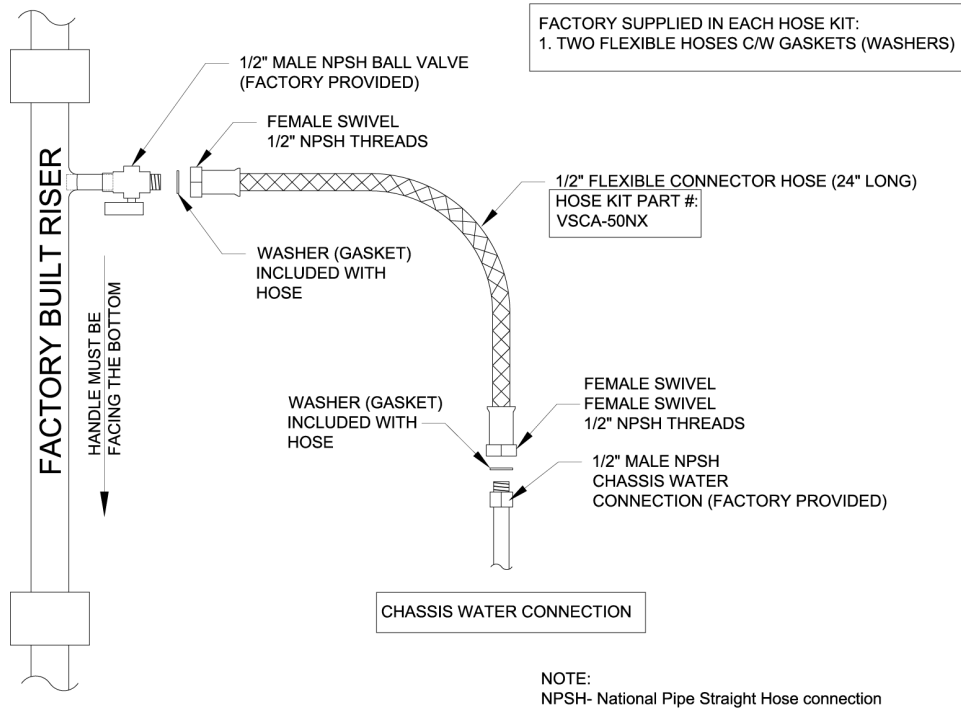 FACTORY SUPPLIED IN EACH HOSE KIT:
1. TWO FLEXIBLE HOSES C/W GASKETS (WASHERS)
1/2" MALE NPSH BALL VALVE
(FACTORY PROVIDED)
FEMALE SWIVEL
1/2" NPSH THREADS
1/2" FLEXIBLE CONNECTOR HOSE (24" LONG)
HOSE KIT PART #:
VSCA-50NX
WASHER (GASKET)
INCLUDED WITH
HOSE
FACTORY BUILT RISER
HANDLE MUST BE
FACING THE BOTTOM
WASHER (GASKET)
INCLUDED WITH
HOSE
FEMALE SWIVEL
FEMALE SWIVEL
1/2" NPSH THREADS
1/2" MALE NPSH
CHASSIS WATER
CONNECTION (FACTORY PROVIDED)
CHASSIS WATER CONNECTION
NOTE:
NPSH- National Pipe Straight Hose connection